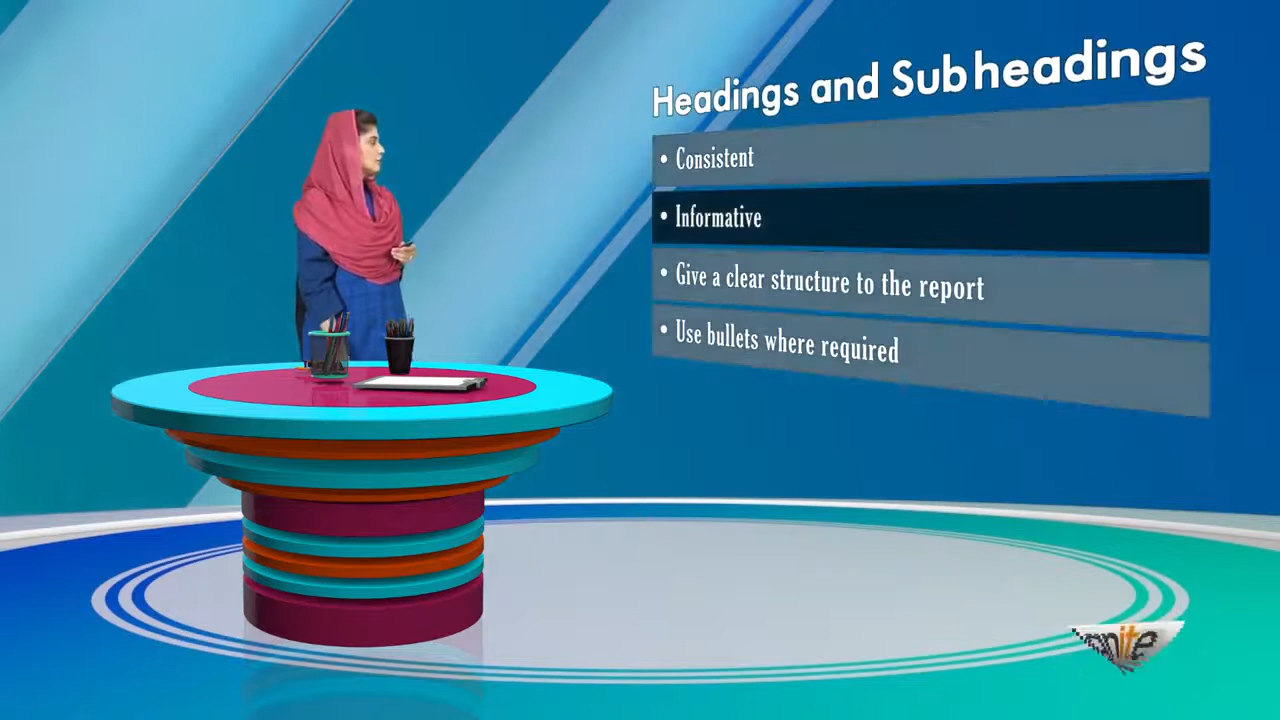 Headings and Subheadings
• Consistent
• Informative
• Give a clear structure to the report
• Use bullets where required